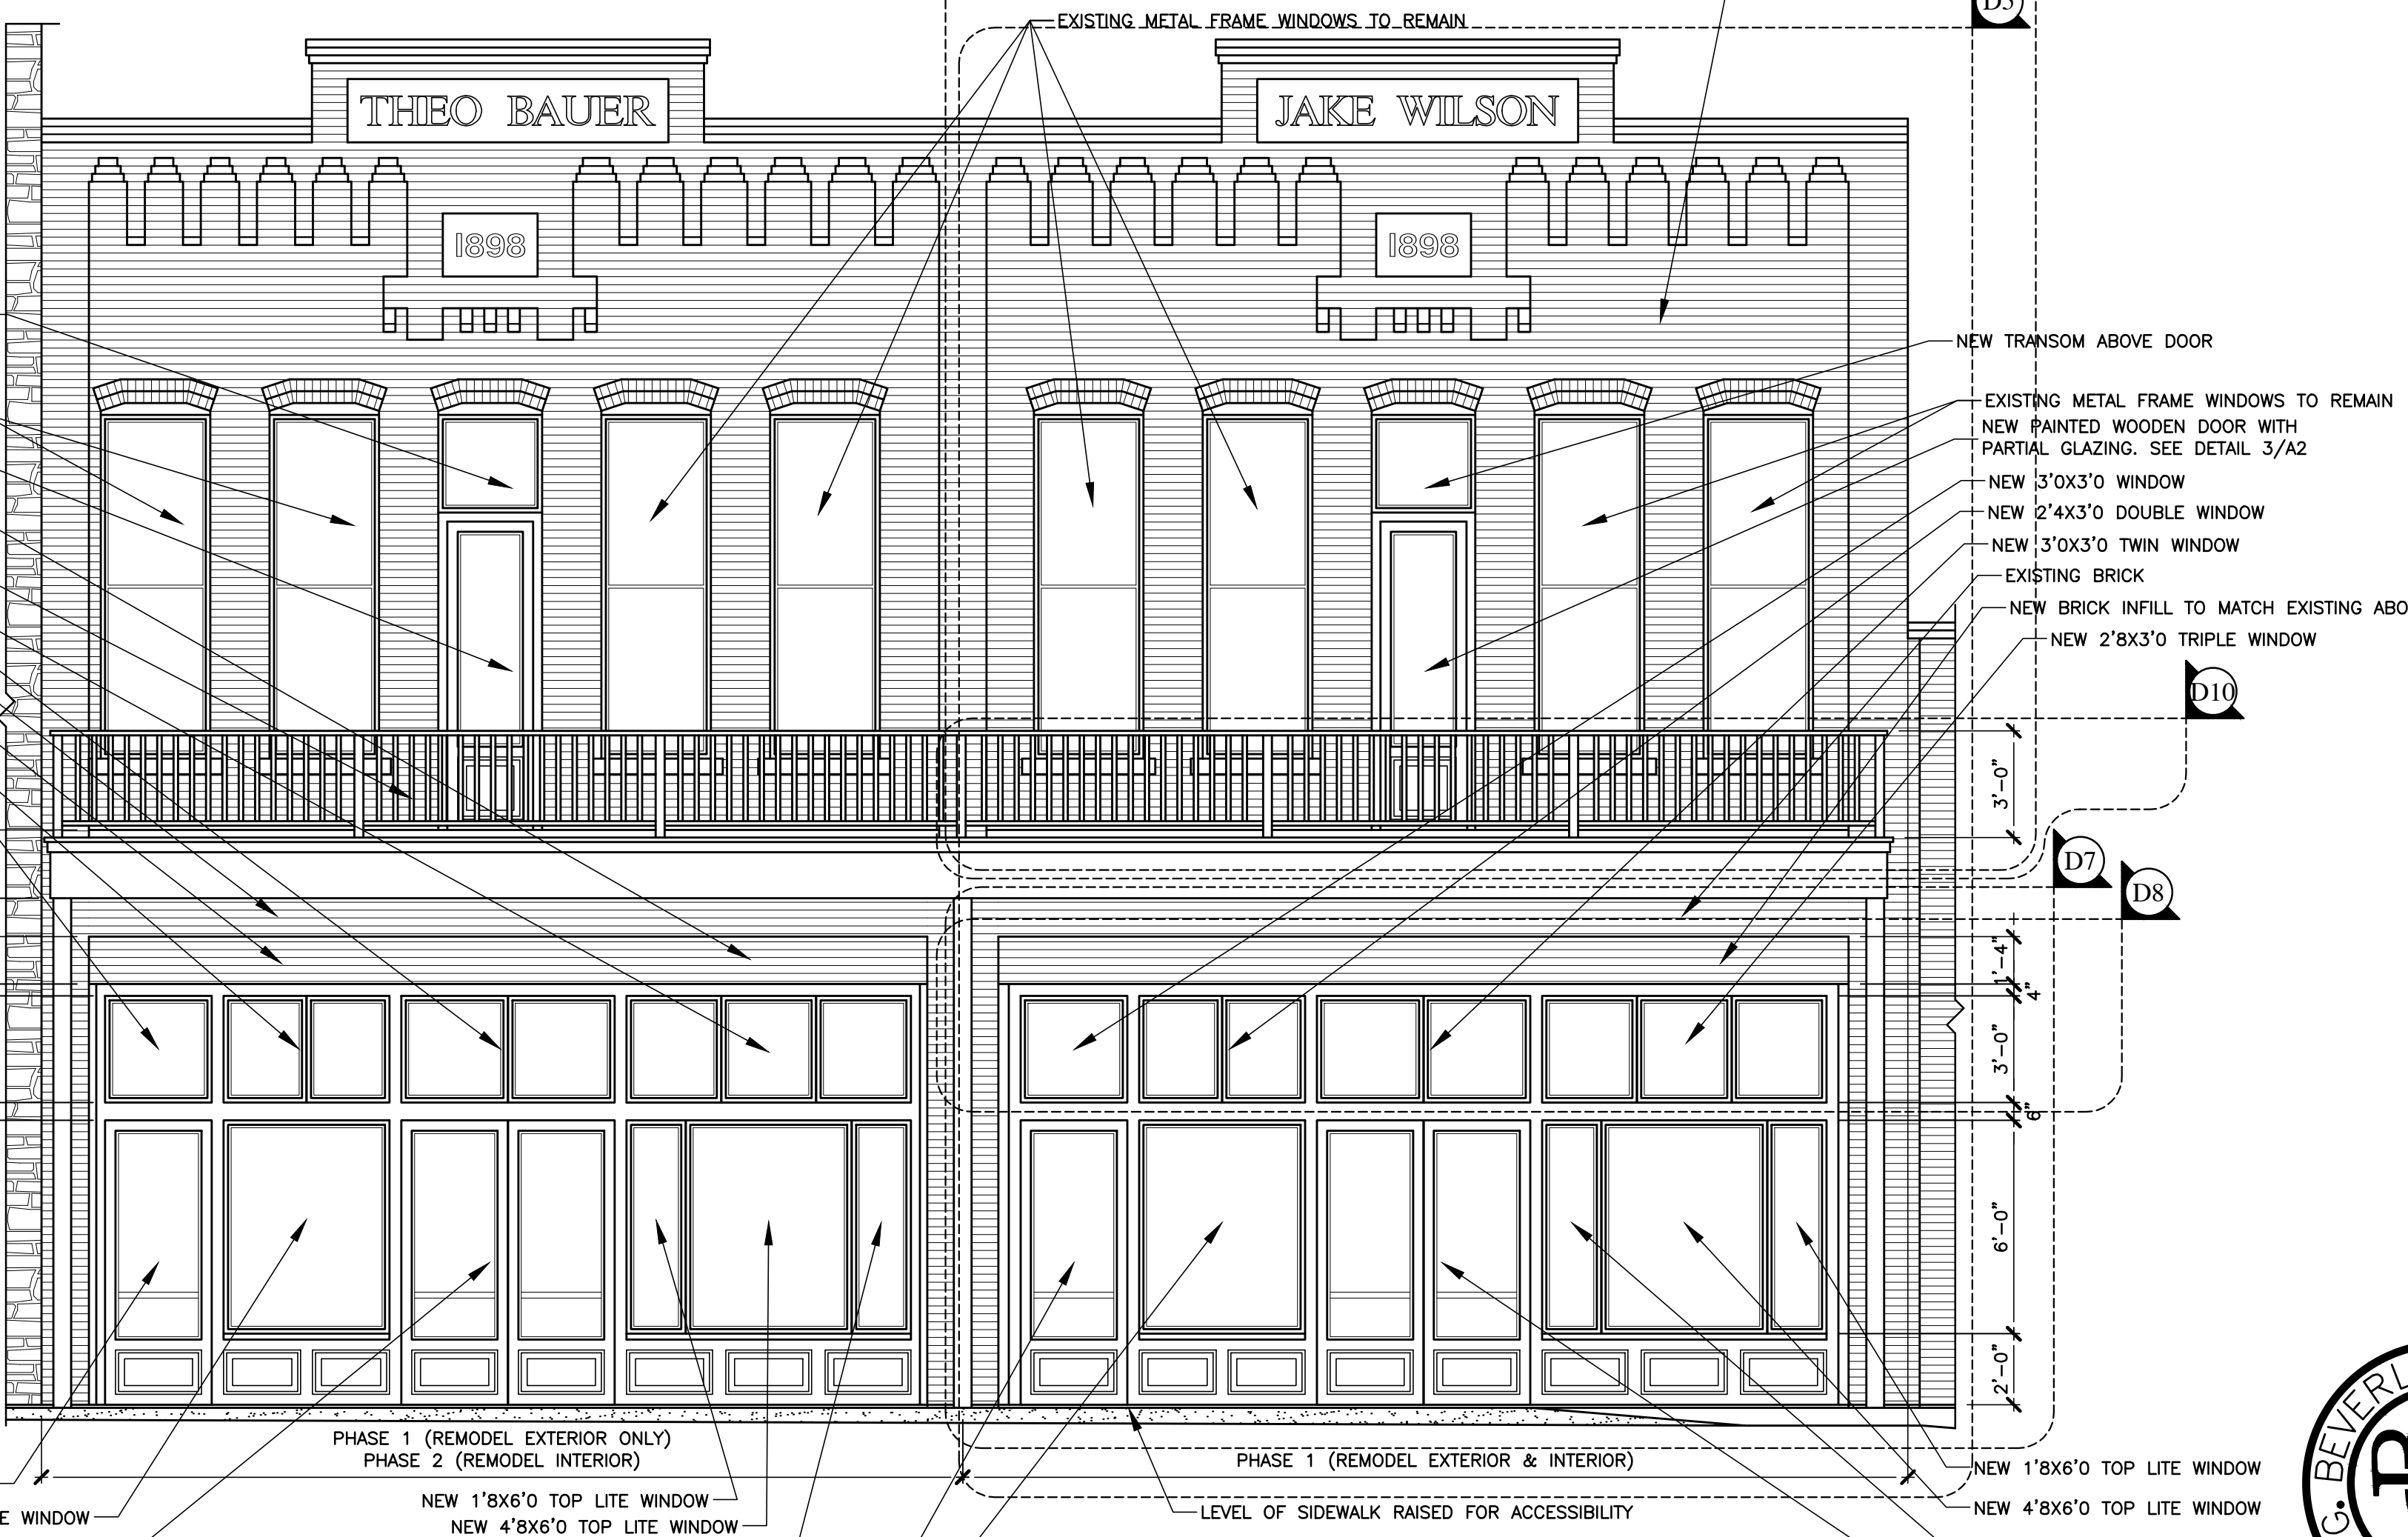 D5
EXISTING METAL FRAME WINDOWS TO REMAIN
THEO BAUER
JAKE WILSON
1898
1898
NEW TRANSOM ABOVE DOOR
EXISTING METAL FRAME WINDOWS TO REMAIN
NEW PAINTED WOODEN DOOR WITH
PARTIAL GLAZING. SEE DETAIL 3/A2
NEW 3'0X3'0 WINDOW
NEW 2'4X3'0 DOUBLE WINDOW
NEW 3'0X3'0 TWIN WINDOW
EXISTING BRICK
NEW BRICK INFILL TO MATCH EXISTING ABO
NEW 2'8X3'0 TRIPLE WINDOW
D10
3'-0"
D7
D8
1'-4"
4"
3'-0"
6"
6'-0"
2'-0"
PHASE 1 (REMODEL EXTERIOR ONLY)
PHASE 2 (REMODEL INTERIOR)
PHASE 1 (REMODEL EXTERIOR & INTERIOR)
NEW 1'8X6'0 TOP LITE WINDOW
NEW 4'8X6'0 TOP LITE WINDOW
E WINDOW
LEVEL OF SIDEWALK RAISED FOR ACCESSIBILITY
NEW 1'8X6'0 TOP LITE WINDOW
NEW 4'8X6'0 TOP LITE WINDOW
G. BEVERL